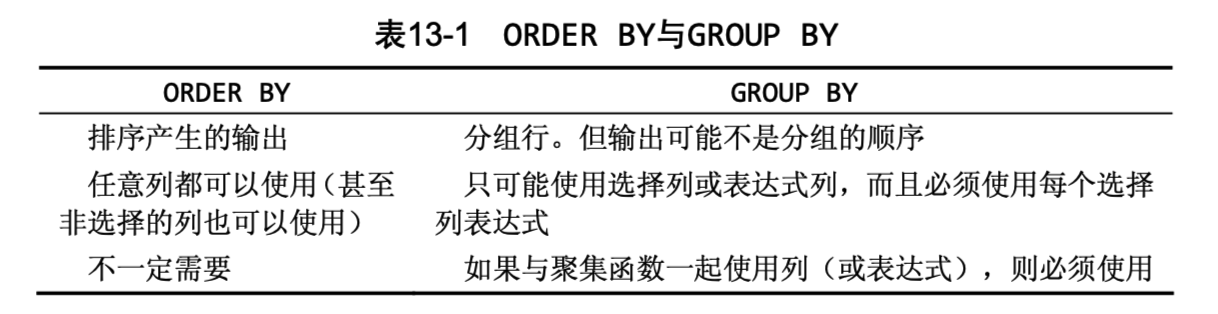 表13-1 ORDER BY与GROUP BY
ORDER BY GROUP BY
排序产生的输出 分组行。但输出可能不是分组的顺序
任意列都可以使用(甚至非选择的列也可以使用) 只可能使用选择列或表达式列,而且必须使用每个选择列表达式
不一定需要 如果与聚集函数一起使用列(或表达式),则必须使用